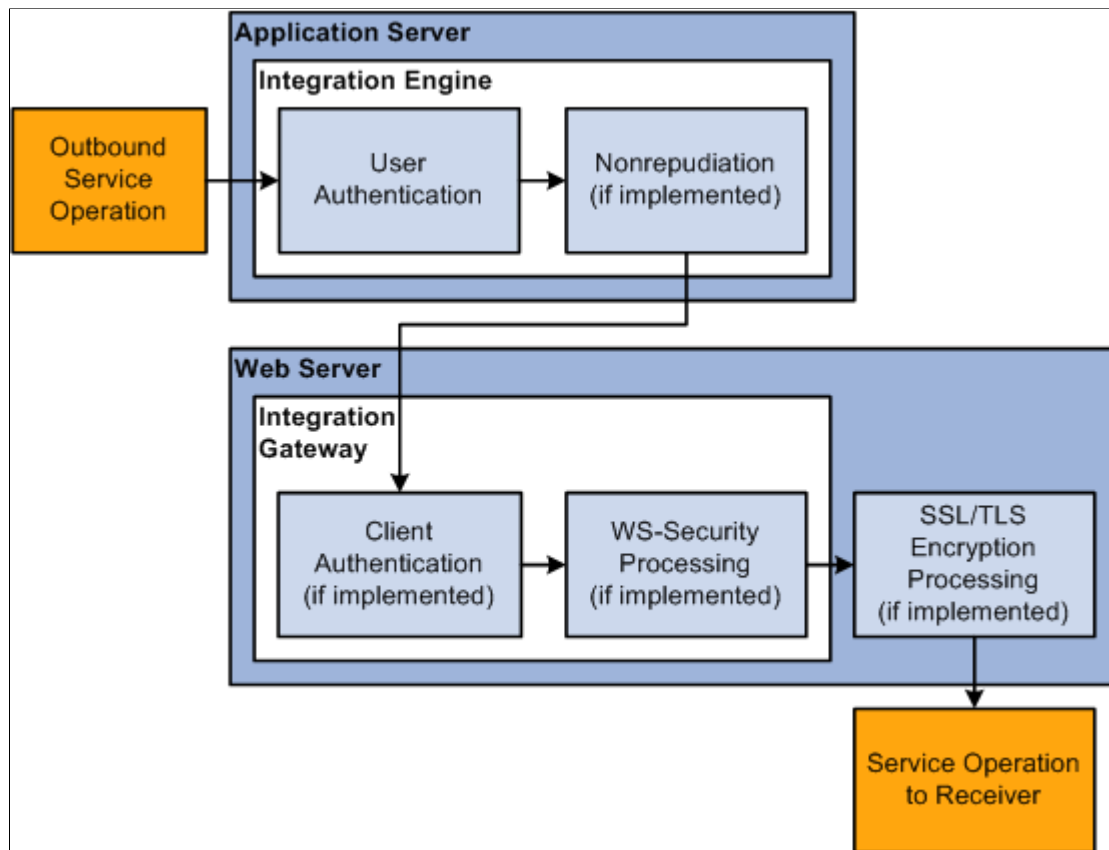 Application Server
Integration Engine
Outbound
Service
Operation
User
Authentication
Nonrepudiation
(if implemented)
Web Server
Integration
Gateway
Client
Authentication
(if implemented)
WS-Security
Processing
(if implemented)
SSL/TLS
Encryption
Processing
(if implemented)
Service Operation
to Receiver